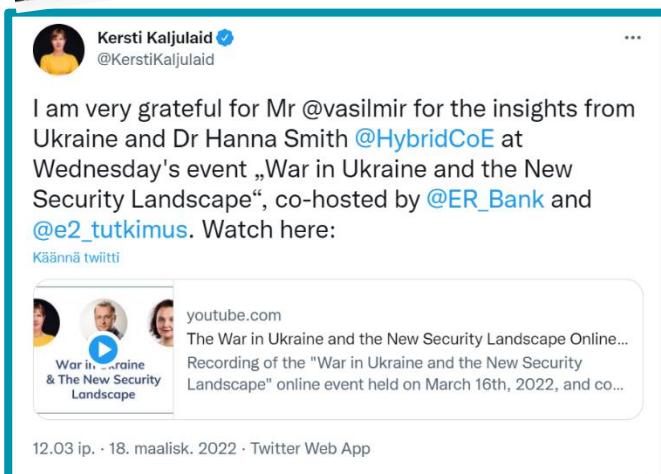 Kersti Kaljulaid
@KerstiKaljulaid
I am very grateful for Mr @vasilmir for the insights from
Ukraine and Dr Hanna Smith @HybridCoE at
Wednesday's event „War in Ukraine and the New
Security Landscape“, co-hosted by @ER_Bank and
@e2_tutkimus. Watch here:
Käännä twiitti
War in Ukraine
& The New Security
Landscape
youtube.com
The War in Ukraine and the New Security Landscape Online...
Recording of the "War in Ukraine and the New Security
Landscape" online event held on March 16th, 2022, and co...
12.03 ip. · 18. maalisk. 2022 · Twitter Web App